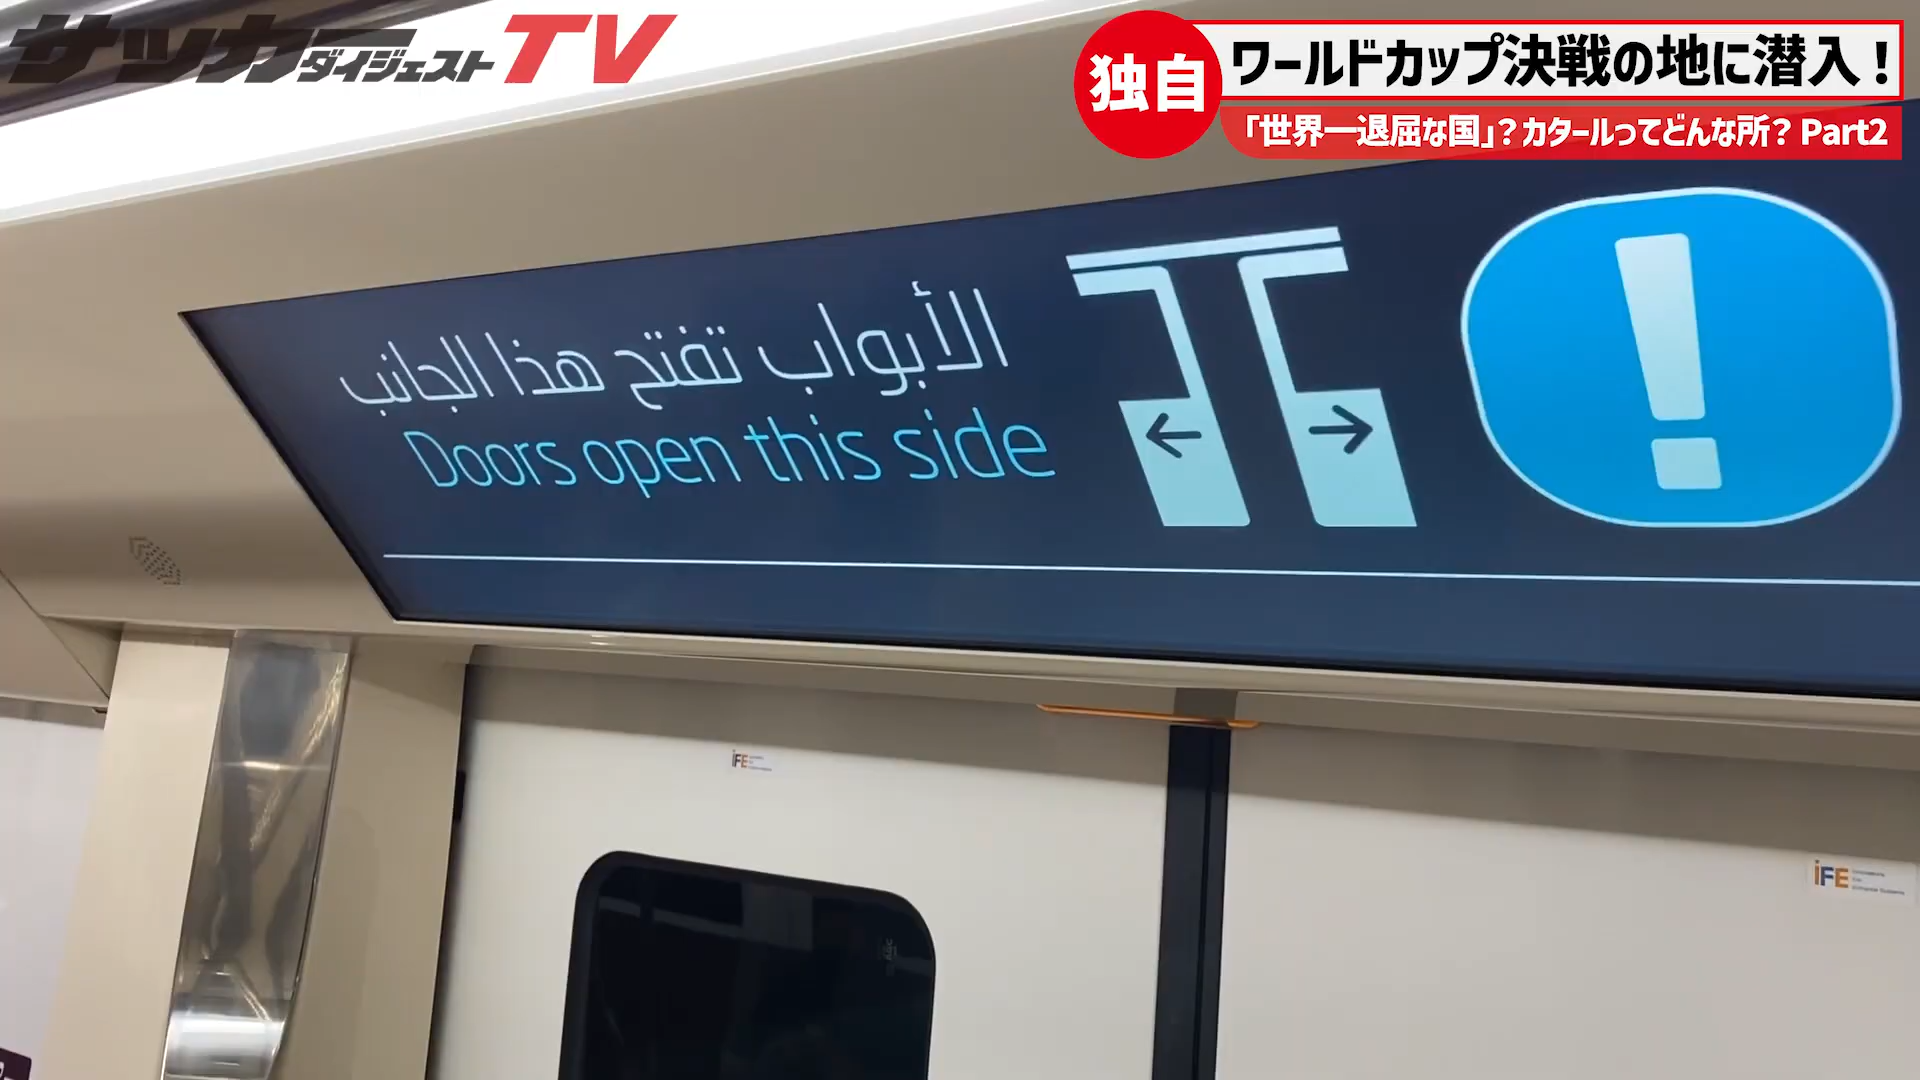 サッカーダイジェストTV
独自
ワールドカップ決戦の地に潜入！
「世界一退屈な国」？カタールってどんな所？ Part2
الأبواب تفتح هذا الجانب
Doors open this side
iFE
iFE